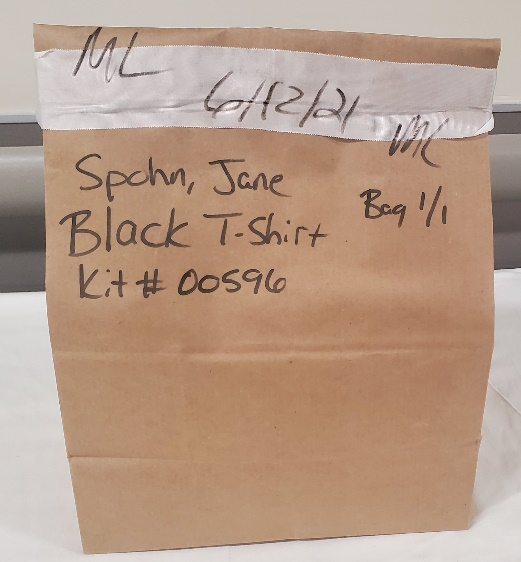 ML
6/12/21
ML
Spohn, Jane
Bag 1/1
Black T-Shirt
Kit # 00596